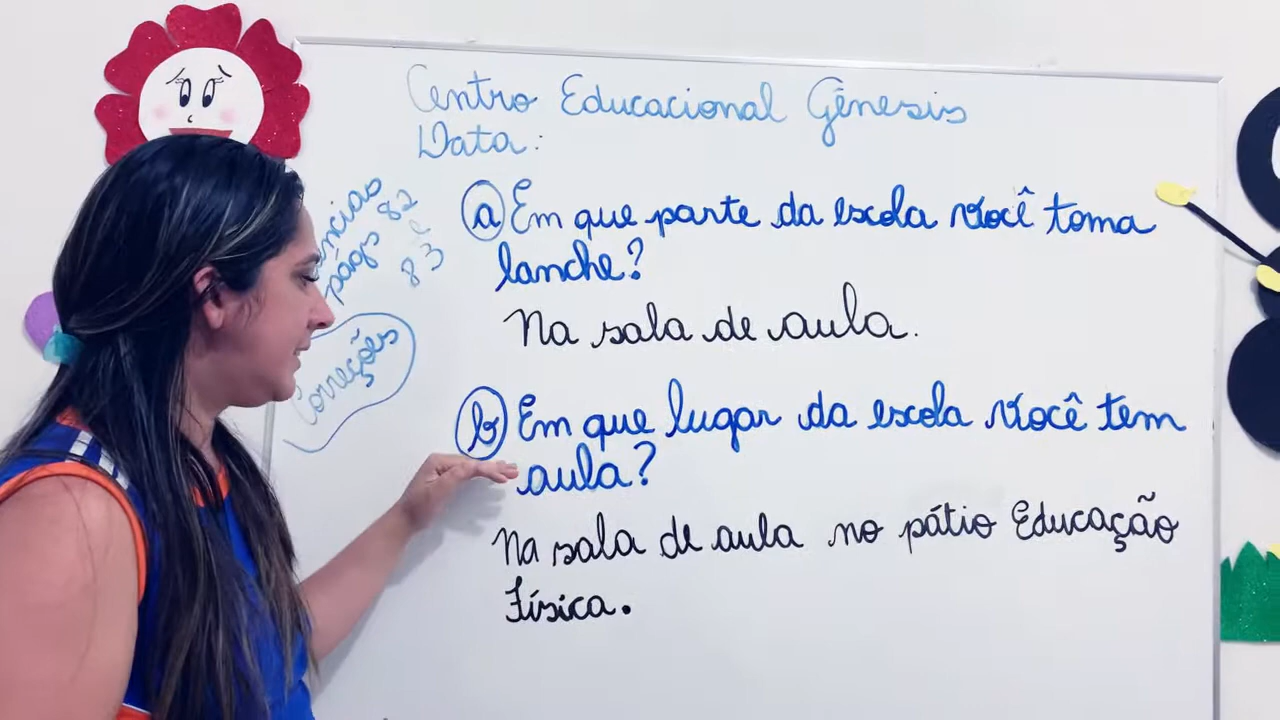 Centro Educacional Gênesis
Data:
págs 82
e
83
Correções
a Em que parte da escola você toma
lanche?
Na sala de aula.
b Em que lugar da escola você tem
aula?
Na sala de aula no pátio Educação
Física.